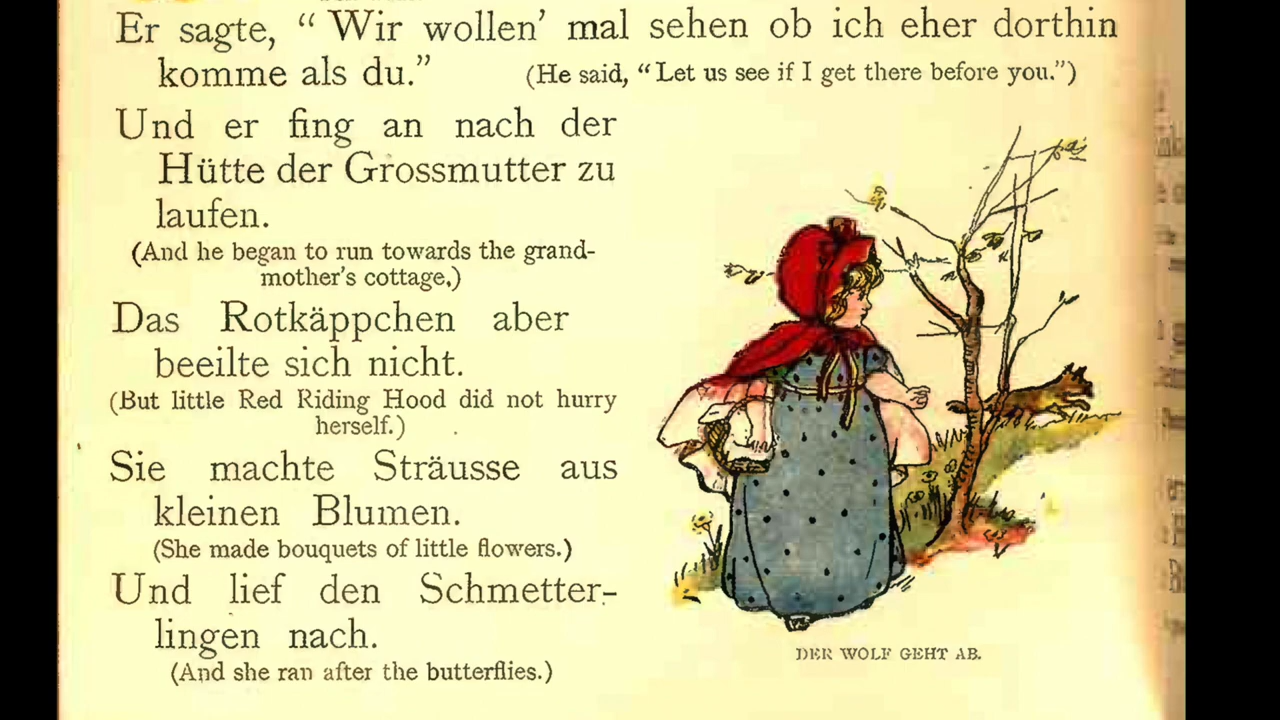 Er sagte, “ Wir wollen’ mal sehen ob ich eher dorthin
komme als du.” (He said, “Let us see if I get there before you.”)
Und er fing an nach der
Hütte der Grossmutter zu
laufen.
(And he began to run towards the grand-
mother’s cottage.)
Das Rotkäppchen aber
beeilte sich nicht.
(But little Red Riding Hood did not hurry
herself.)
Sie machte Sträusse aus
kleinen Blumen.
(She made bouquets of little flowers.)
Und lief den Schmetter-
lingen nach.
(And she ran after the butterflies.)
DER WOLF GEHT AB.